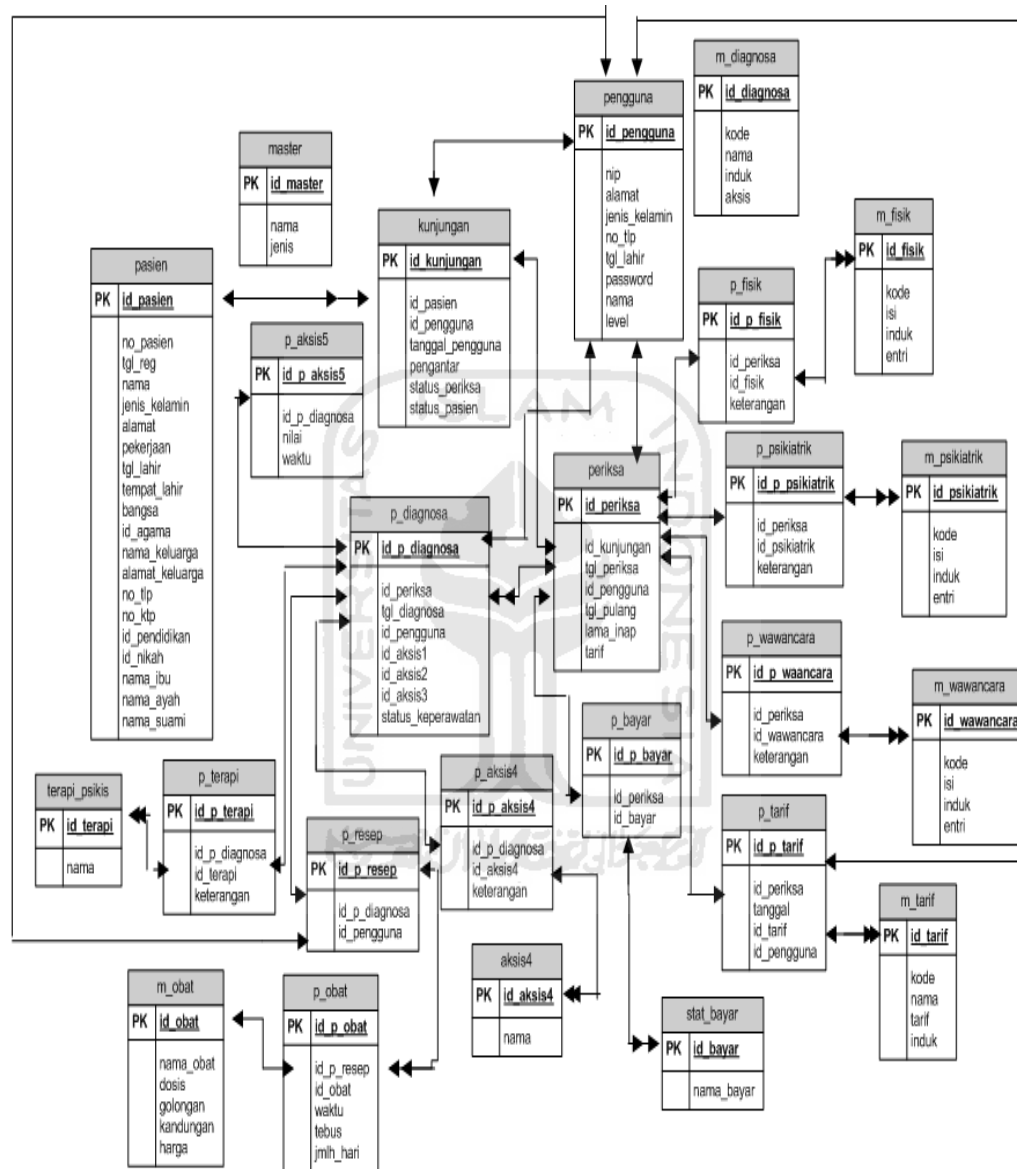 m_diagnosa
PK id_diagnosa
kode
nama
induk
aksis
pengguna
PK id_pengguna
nip
alamat
jenis_kelamin
no_tlp
tgl_lahir
password
nama
level
master
PK id_master
nama
jenis
kunjungan
PK id_kunjungan
id_pasien
id_pengguna
tanggal_pengguna
pengantar
status_periksa
status_pasien
m_fisik
PK id_fisik
kode
isi
induk
entri
pasien
PK id_pasien
no_pasien
tgl_reg
nama
jenis_kelamin
alamat
pekerjaan
tgl_lahir
tempat_lahir
bangsa
id_agama
nama_keluarga
alamat_keluarga
no_tlp
no_ktp
id_pendidikan
id_nikah
nama_ibu
nama_ayah
nama_suami
p_fisik
PK id_p_fisik
id_periksa
id_fisik
keterangan
p_aksis5
PK id_p_aksis5
id_p_diagnosa
nilai
waktu
p_psikiatrik
PK id_p_psikiatrik
id_periksa
id_psikiatrik
keterangan
m_psikiatrik
PK id_psikiatrik
kode
isi
induk
entri
periksa
PK id_periksa
id_kunjungan
tgl_periksa
id_pengguna
tgl_pulang
lama_inap
tarif
p_diagnosa
PK id_p_diagnosa
id_periksa
tgl_diagnosa
id_pengguna
id_aksis1
id_aksis2
id_aksis3
status_keperawatan
p_wawancara
PK id_p_waancara
id_periksa
id_wawancara
keterangan
m_wawancara
PK id_wawancara
kode
isi
induk
entri
p_bayar
PK id_p_bayar
id_periksa
id_bayar
p_aksis4
PK id_p_aksis4
id_p_diagnosa
id_aksis4
keterangan
terapi_psikis
PK id_terapi
nama
p_terapi
PK id_p_terapi
id_p_diagnosa
id_terapi
keterangan
p_resep
PK id_p_resep
id_p_diagnosa
id_pengguna
p_tarif
PK id_p_tarif
id_periksa
tanggal
id_tarif
id_pengguna
m_tarif
PK id_tarif
kode
nama
tarif
induk
aksis4
PK id_aksis4
nama
m_obat
PK id_obat
nama_obat
dosis
golongan
kandungan
harga
p_obat
PK id_p_obat
id_p_resep
id_obat
waktu
tebus
jmlh_hari
stat_bayar
PK id_bayar
nama_bayar
UNIVERSITAS ISLAM INDONESIA